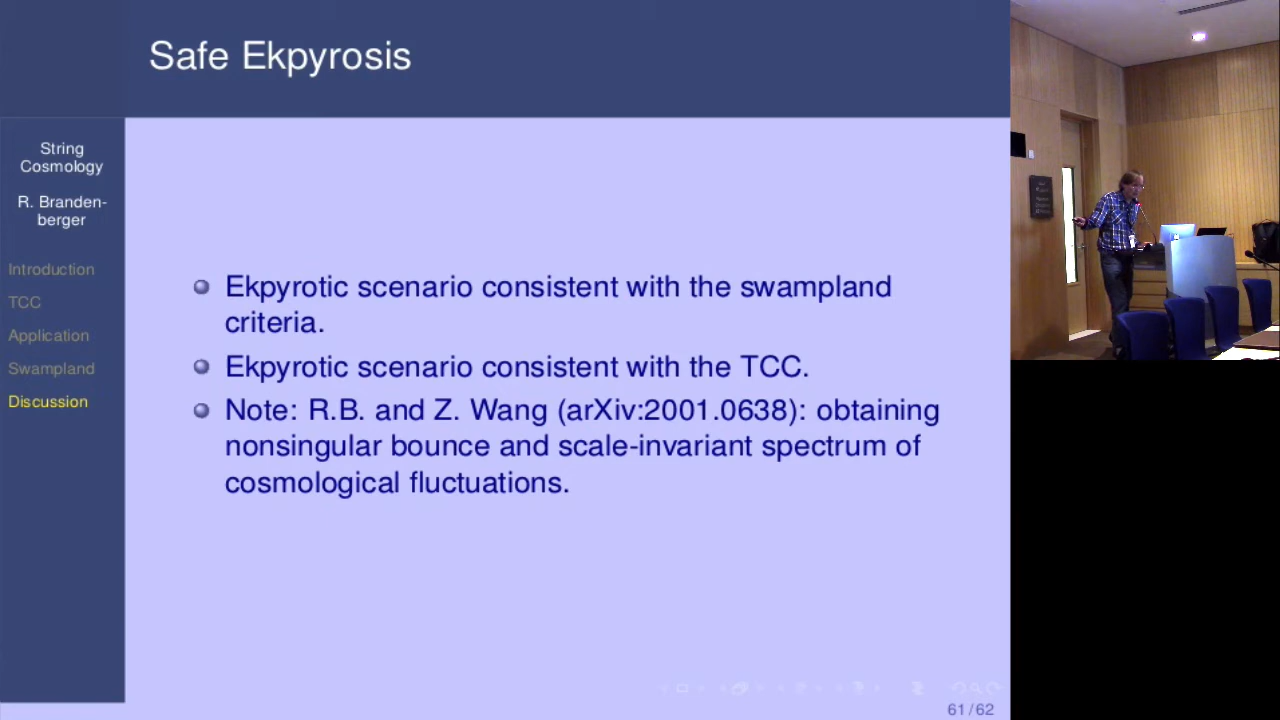 Safe Ekpyrosis
String
Cosmology
R. Branden-
berger
Introduction
TCC
Application
Swampland
Discussion
Ekpyrotic scenario consistent with the swampland
criteria.
Ekpyrotic scenario consistent with the TCC.
Note: R.B. and Z. Wang (arXiv:2001.0638): obtaining
nonsingular bounce and scale-invariant spectrum of
cosmological fluctuations.
61/62